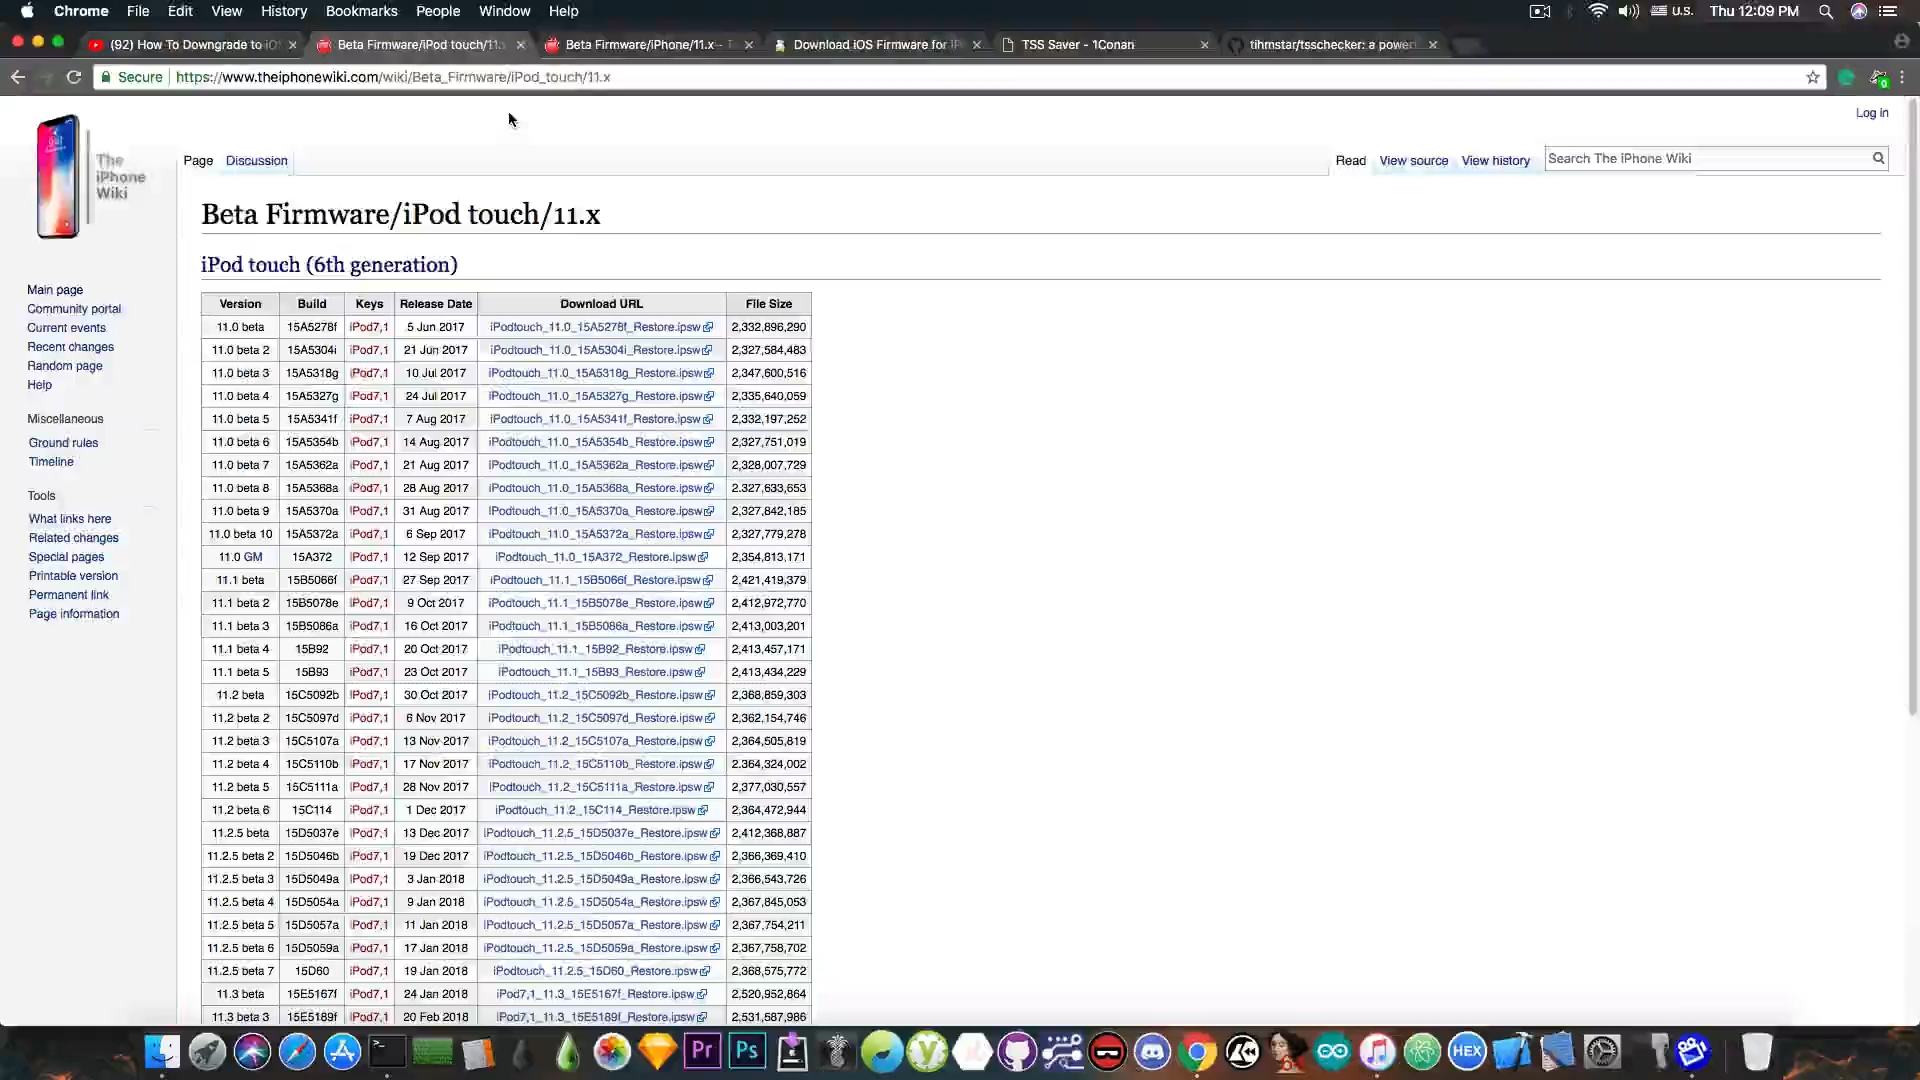 Chrome File Edit View History Bookmarks People Window Help U.S. Thu 12:09 PM
(92) How To Downgrade to iO
Beta Firmware/iPod touch/11.
Beta Firmware/iPhone/11.x - T
Download iOS Firmware for iP
TSS Saver - 1Conan
tihmstar/tsschecker: a power
Secure https://www.theiphonewiki.com/wiki/Beta_Firmware/iPod_touch/11.x
Log in
The
iPhone
Wiki
Page Discussion Read View source View history Search The iPhone Wiki
Beta Firmware/iPod touch/11.x
iPod touch (6th generation)
Main page
Community portal
Current events
Recent changes
Random page
Help
Miscellaneous
Ground rules
Timeline
Tools
What links here
Related changes
Special pages
Printable version
Permanent link
Page information
Version Build Keys Release Date Download URL File Size
11.0 beta 15A5278f iPod7,1 5 Jun 2017 iPodtouch_11.0_15A5278f_Restore.ipsw 2,332,896,290
11.0 beta 2 15A5304i iPod7,1 21 Jun 2017 iPodtouch_11.0_15A5304i_Restore.ipsw 2,327,584,483
11.0 beta 3 15A5318g iPod7,1 10 Jul 2017 iPodtouch_11.0_15A5318g_Restore.ipsw 2,347,600,516
11.0 beta 4 15A5327g iPod7,1 24 Jul 2017 iPodtouch_11.0_15A5327g_Restore.ipsw 2,335,640,059
11.0 beta 5 15A5341f iPod7,1 7 Aug 2017 iPodtouch_11.0_15A5341f_Restore.ipsw 2,332,197,252
11.0 beta 6 15A5354b iPod7,1 14 Aug 2017 iPodtouch_11.0_15A5354b_Restore.ipsw 2,327,751,019
11.0 beta 7 15A5362a iPod7,1 21 Aug 2017 iPodtouch_11.0_15A5362a_Restore.ipsw 2,328,007,729
11.0 beta 8 15A5368a iPod7,1 28 Aug 2017 iPodtouch_11.0_15A5368a_Restore.ipsw 2,327,633,653
11.0 beta 9 15A5370a iPod7,1 31 Aug 2017 iPodtouch_11.0_15A5370a_Restore.ipsw 2,327,842,185
11.0 beta 10 15A5372a iPod7,1 6 Sep 2017 iPodtouch_11.0_15A5372a_Restore.ipsw 2,327,779,278
11.0 GM 15A372 iPod7,1 12 Sep 2017 iPodtouch_11.0_15A372_Restore.ipsw 2,354,813,171
11.1 beta 15B5066f iPod7,1 27 Sep 2017 iPodtouch_11.1_15B5066f_Restore.ipsw 2,421,419,379
11.1 beta 2 15B5078e iPod7,1 9 Oct 2017 iPodtouch_11.1_15B5078e_Restore.ipsw 2,412,972,770
11.1 beta 3 15B5086a iPod7,1 16 Oct 2017 iPodtouch_11.1_15B5086a_Restore.ipsw 2,413,003,201
11.1 beta 4 15B92 iPod7,1 20 Oct 2017 iPodtouch_11.1_15B92_Restore.ipsw 2,413,457,171
11.1 beta 5 15B93 iPod7,1 23 Oct 2017 iPodtouch_11.1_15B93_Restore.ipsw 2,413,434,229
11.2 beta 15C5092b iPod7,1 30 Oct 2017 iPodtouch_11.2_15C5092b_Restore.ipsw 2,368,859,303
11.2 beta 2 15C5097d iPod7,1 6 Nov 2017 iPodtouch_11.2_15C5097d_Restore.ipsw 2,362,154,746
11.2 beta 3 15C5107a iPod7,1 13 Nov 2017 iPodtouch_11.2_15C5107a_Restore.ipsw 2,364,505,819
11.2 beta 4 15C5110b iPod7,1 17 Nov 2017 iPodtouch_11.2_15C5110b_Restore.ipsw 2,364,324,002
11.2 beta 5 15C5111a iPod7,1 28 Nov 2017 iPodtouch_11.2_15C5111a_Restore.ipsw 2,377,030,557
11.2 beta 6 15C114 iPod7,1 1 Dec 2017 iPodtouch_11.2_15C114_Restore.ipsw 2,364,472,944
11.2.5 beta 15D5037e iPod7,1 13 Dec 2017 iPodtouch_11.2.5_15D5037e_Restore.ipsw 2,412,368,887
11.2.5 beta 2 15D5046b iPod7,1 19 Dec 2017 iPodtouch_11.2.5_15D5046b_Restore.ipsw 2,366,369,410
11.2.5 beta 3 15D5049a iPod7,1 3 Jan 2018 iPodtouch_11.2.5_15D5049a_Restore.ipsw 2,366,543,726
11.2.5 beta 4 15D5054a iPod7,1 9 Jan 2018 iPodtouch_11.2.5_15D5054a_Restore.ipsw 2,367,845,053
11.2.5 beta 5 15D5057a iPod7,1 11 Jan 2018 iPodtouch_11.2.5_15D5057a_Restore.ipsw 2,367,754,211
11.2.5 beta 6 15D5059a iPod7,1 17 Jan 2018 iPodtouch_11.2.5_15D5059a_Restore.ipsw 2,367,758,702
11.2.5 beta 7 15D60 iPod7,1 19 Jan 2018 iPodtouch_11.2.5_15D60_Restore.ipsw 2,368,575,772
11.3 beta 15E5167f iPod7,1 24 Jan 2018 iPod7,1_11.3_15E5167f_Restore.ipsw 2,520,952,864
11.3 beta 3 15E5189f iPod7,1 20 Feb 2018 iPod7,1_11.3_15E5189f_Restore.ipsw 2,531,587,986
Pr Ps HEX